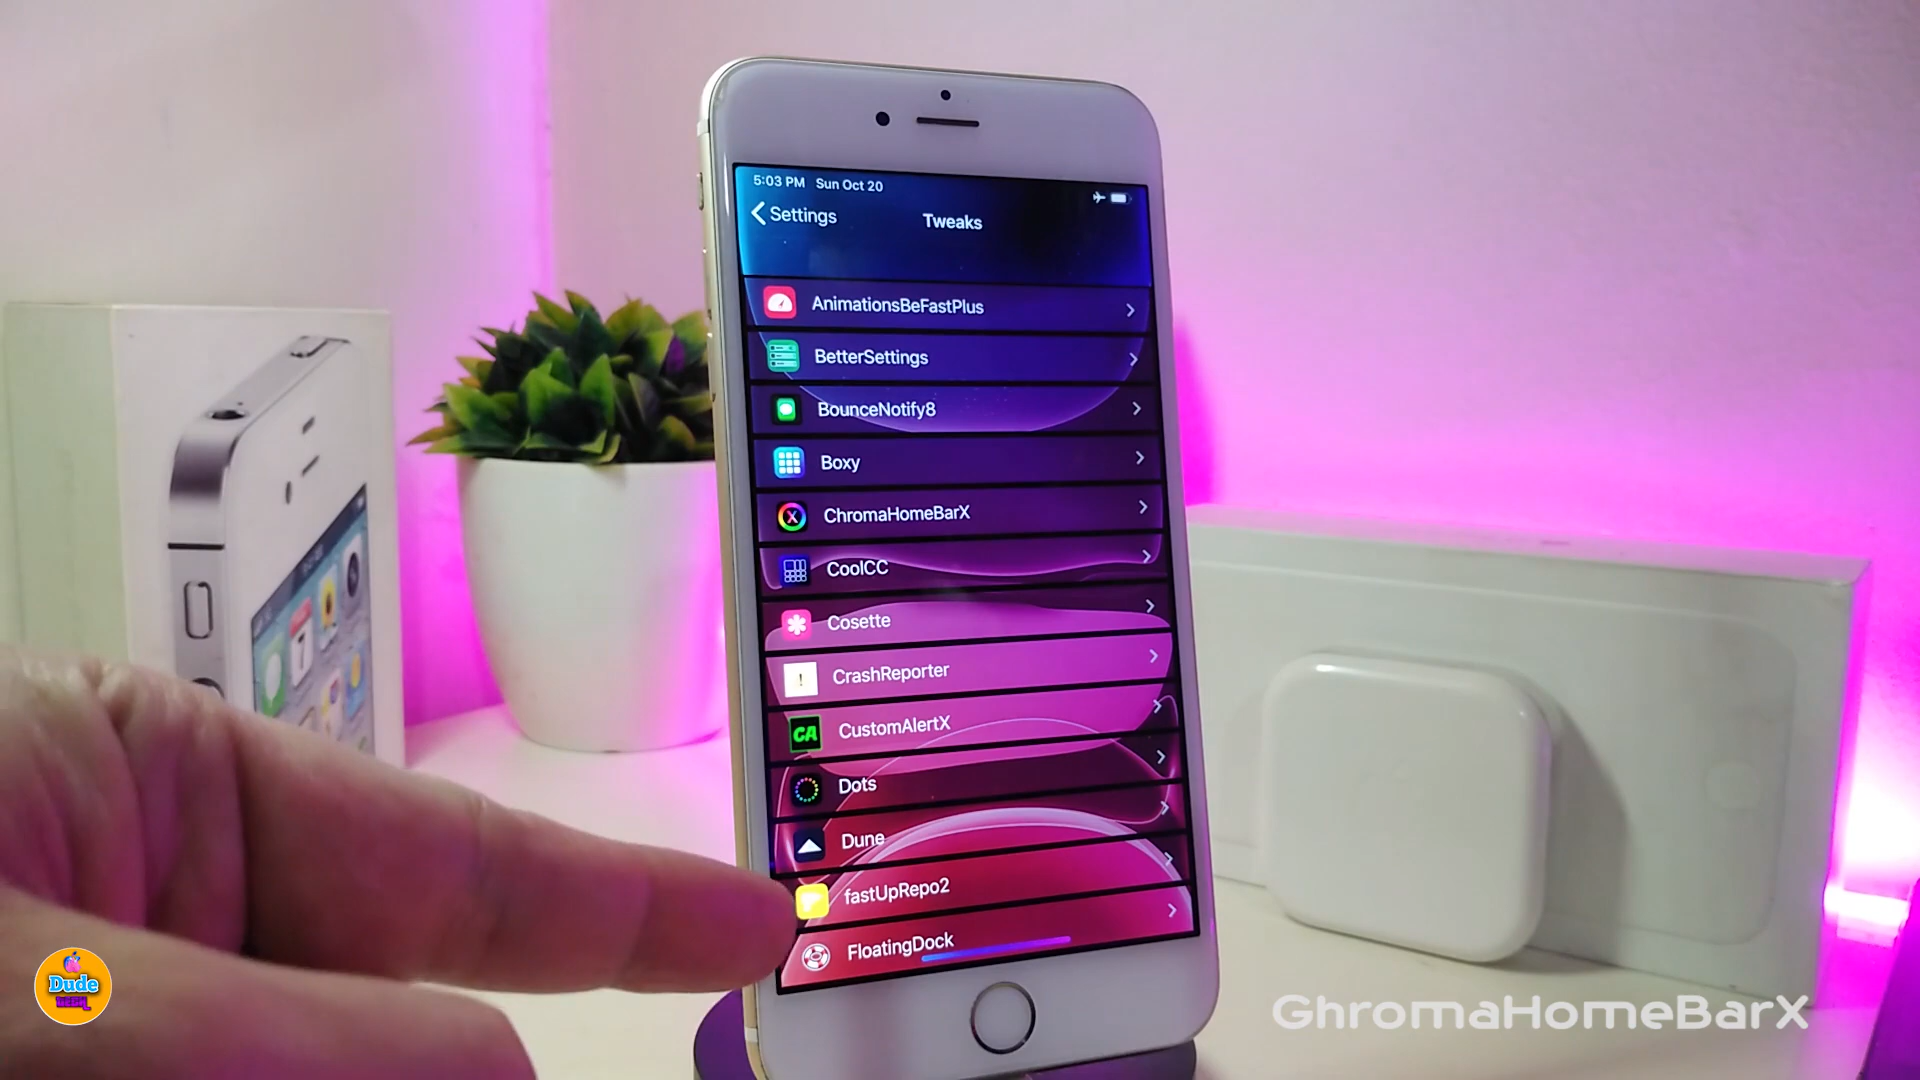 5:03 PM Sun Oct 20
Settings
Tweaks
AnimationsBeFastPlus
BetterSettings
BounceNotify8
Boxy
ChromaHomeBarX
CoolCC
Cosette
CrashReporter
CA CustomAlertX
Dots
Dune
fastUpRepo2
FloatingDock
Dude
GhromaHomeBarX